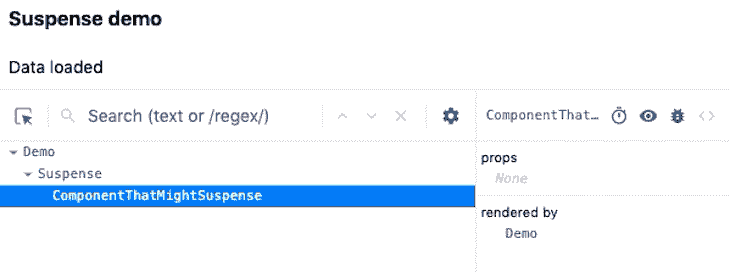 Suspense demo
Data loaded
Search (text or /regex/)
ComponentThat…
Demo
Suspense
ComponentThatMightSuspense
props
None
rendered by
Demo